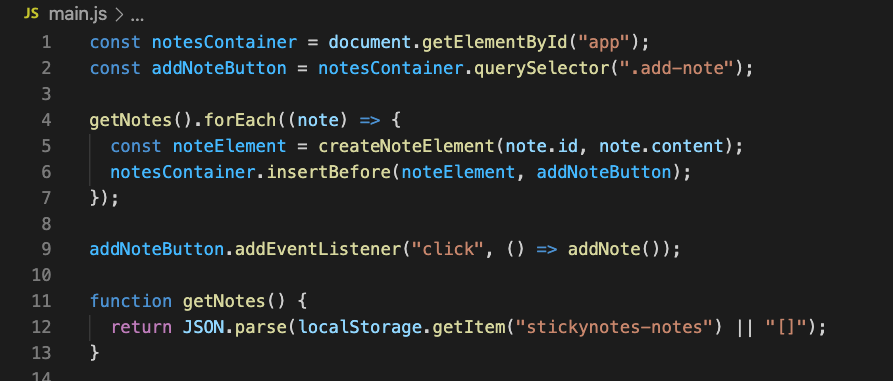 JS main.js > ...
1 const notesContainer = document.getElementById("app");
2 const addNoteButton = notesContainer.querySelector(".add-note");
3
4 getNotes().forEach((note) => {
5   const noteElement = createNoteElement(note.id, note.content);
6   notesContainer.insertBefore(noteElement, addNoteButton);
7 });
8
9 addNoteButton.addEventListener("click", () => addNote());
10
11 function getNotes() {
12   return JSON.parse(localStorage.getItem("stickynotes-notes") || "[]");
13 }
14